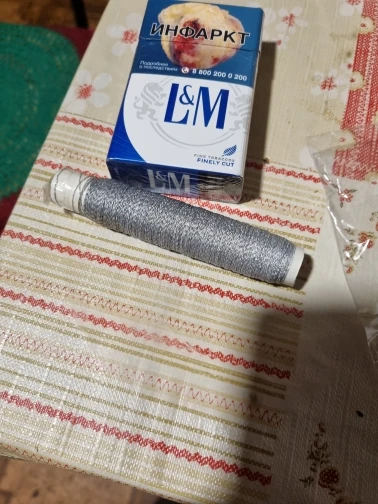 ИНФАРКТ
Подробнее
о последствиях
8 800 200 0 200
L&M
FINE TOBACCOS
FINELY CUT
L&M